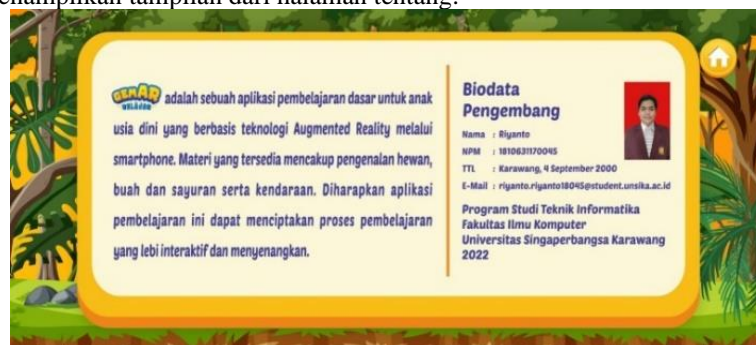 enampilkan tampilan dari halaman tentang.
GEMAR
BELAJAR adalah sebuah aplikasi pembelajaran dasar untuk anak
usia dini yang berbasis teknologi Augmented Reality melalui
smartphone. Materi yang tersedia mencakup pengenalan hewan,
buah dan sayuran serta kendaraan. Diharapkan aplikasi
pembelajaran ini dapat menciptakan proses pembelajaran
yang lebi interaktif dan menyenangkan.
Biodata
Pengembang
Nama : Riyanto
NPM : 1810631170045
TTL : Karawang, 4 September 2000
E-Mail : riyanto.riyanto18045@student.unsika.ac.id
Program Studi Teknik Informatika
Fakultas Ilmu Komputer
Universitas Singaperbangsa Karawang
2022